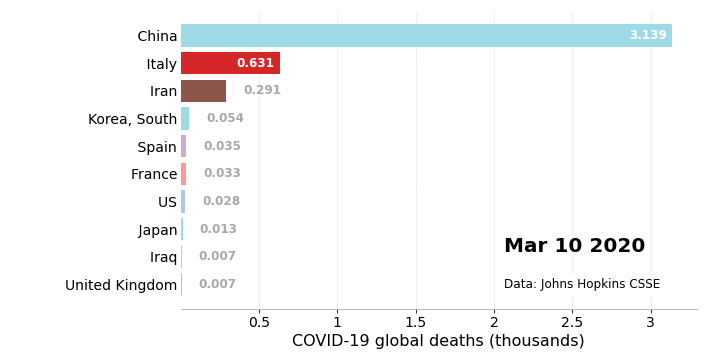 China 3.139
Italy 0.631
Iran 0.291
Korea, South 0.054
Spain 0.035
France 0.033
US 0.028
Japan 0.013
Iraq 0.007
United Kingdom 0.007
Mar 10 2020
Data: Johns Hopkins CSSE
0.5 1 1.5 2 2.5 3
COVID-19 global deaths (thousands)